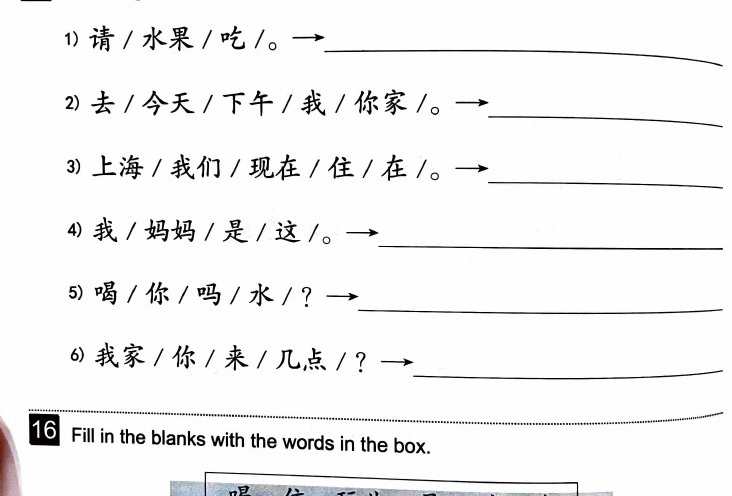 1) 请 / 水果 / 吃 /。→
2) 去 / 今天 / 下午 / 我 / 你家 /。→
3) 上海 / 我们 / 现在 / 住 / 在 /。→
4) 我 / 妈妈 / 是 / 这 /。→
5) 喝 / 你 / 吗 / 水 / ? →
6) 我家 / 你 / 来 / 几点 / ? →
16 Fill in the blanks with the words in the box.
喝 住